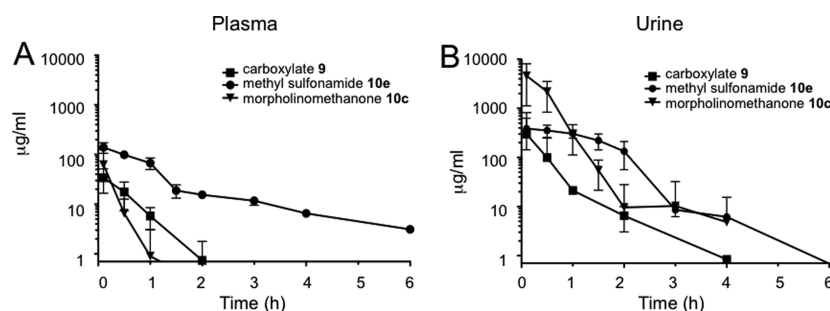 Plasma
A
carboxylate 9
methyl sulfonamide 10e
morpholinomethanone 10c
µg/ml
10000
1000
100
10
1
0 1 2 3 4 5 6
Time (h)
Urine
B
carboxylate 9
methyl sulfonamide 10e
morpholinomethanone 10c
µg/ml
10000
1000
100
10
1
0 1 2 3 4 5 6
Time (h)